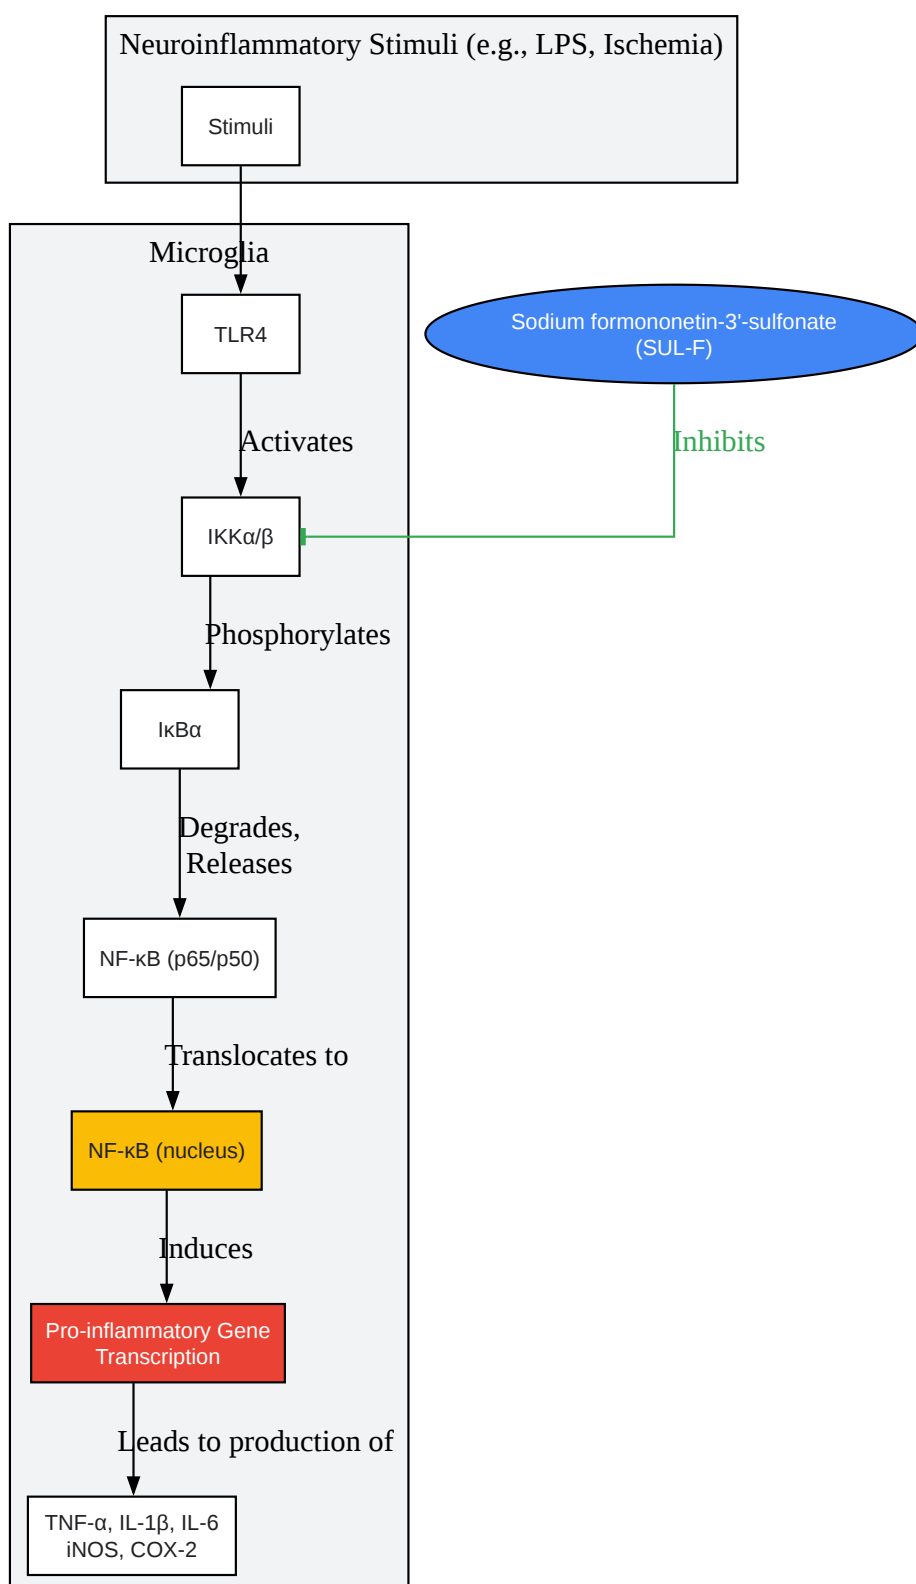 Neuroinflammatory Stimuli (e.g., LPS, Ischemia)
Stimuli
Microglia
TLR4
Sodium formononetin-3'-sulfonate
(SUL-F)
Activates
Inhibits
IKKα/β
Phosphorylates
IκBα
Degrades,
Releases
NF-κB (p65/p50)
Translocates to
NF-κB (nucleus)
Induces
Pro-inflammatory Gene
Transcription
Leads to production of
TNF-α, IL-1β, IL-6
iNOS, COX-2